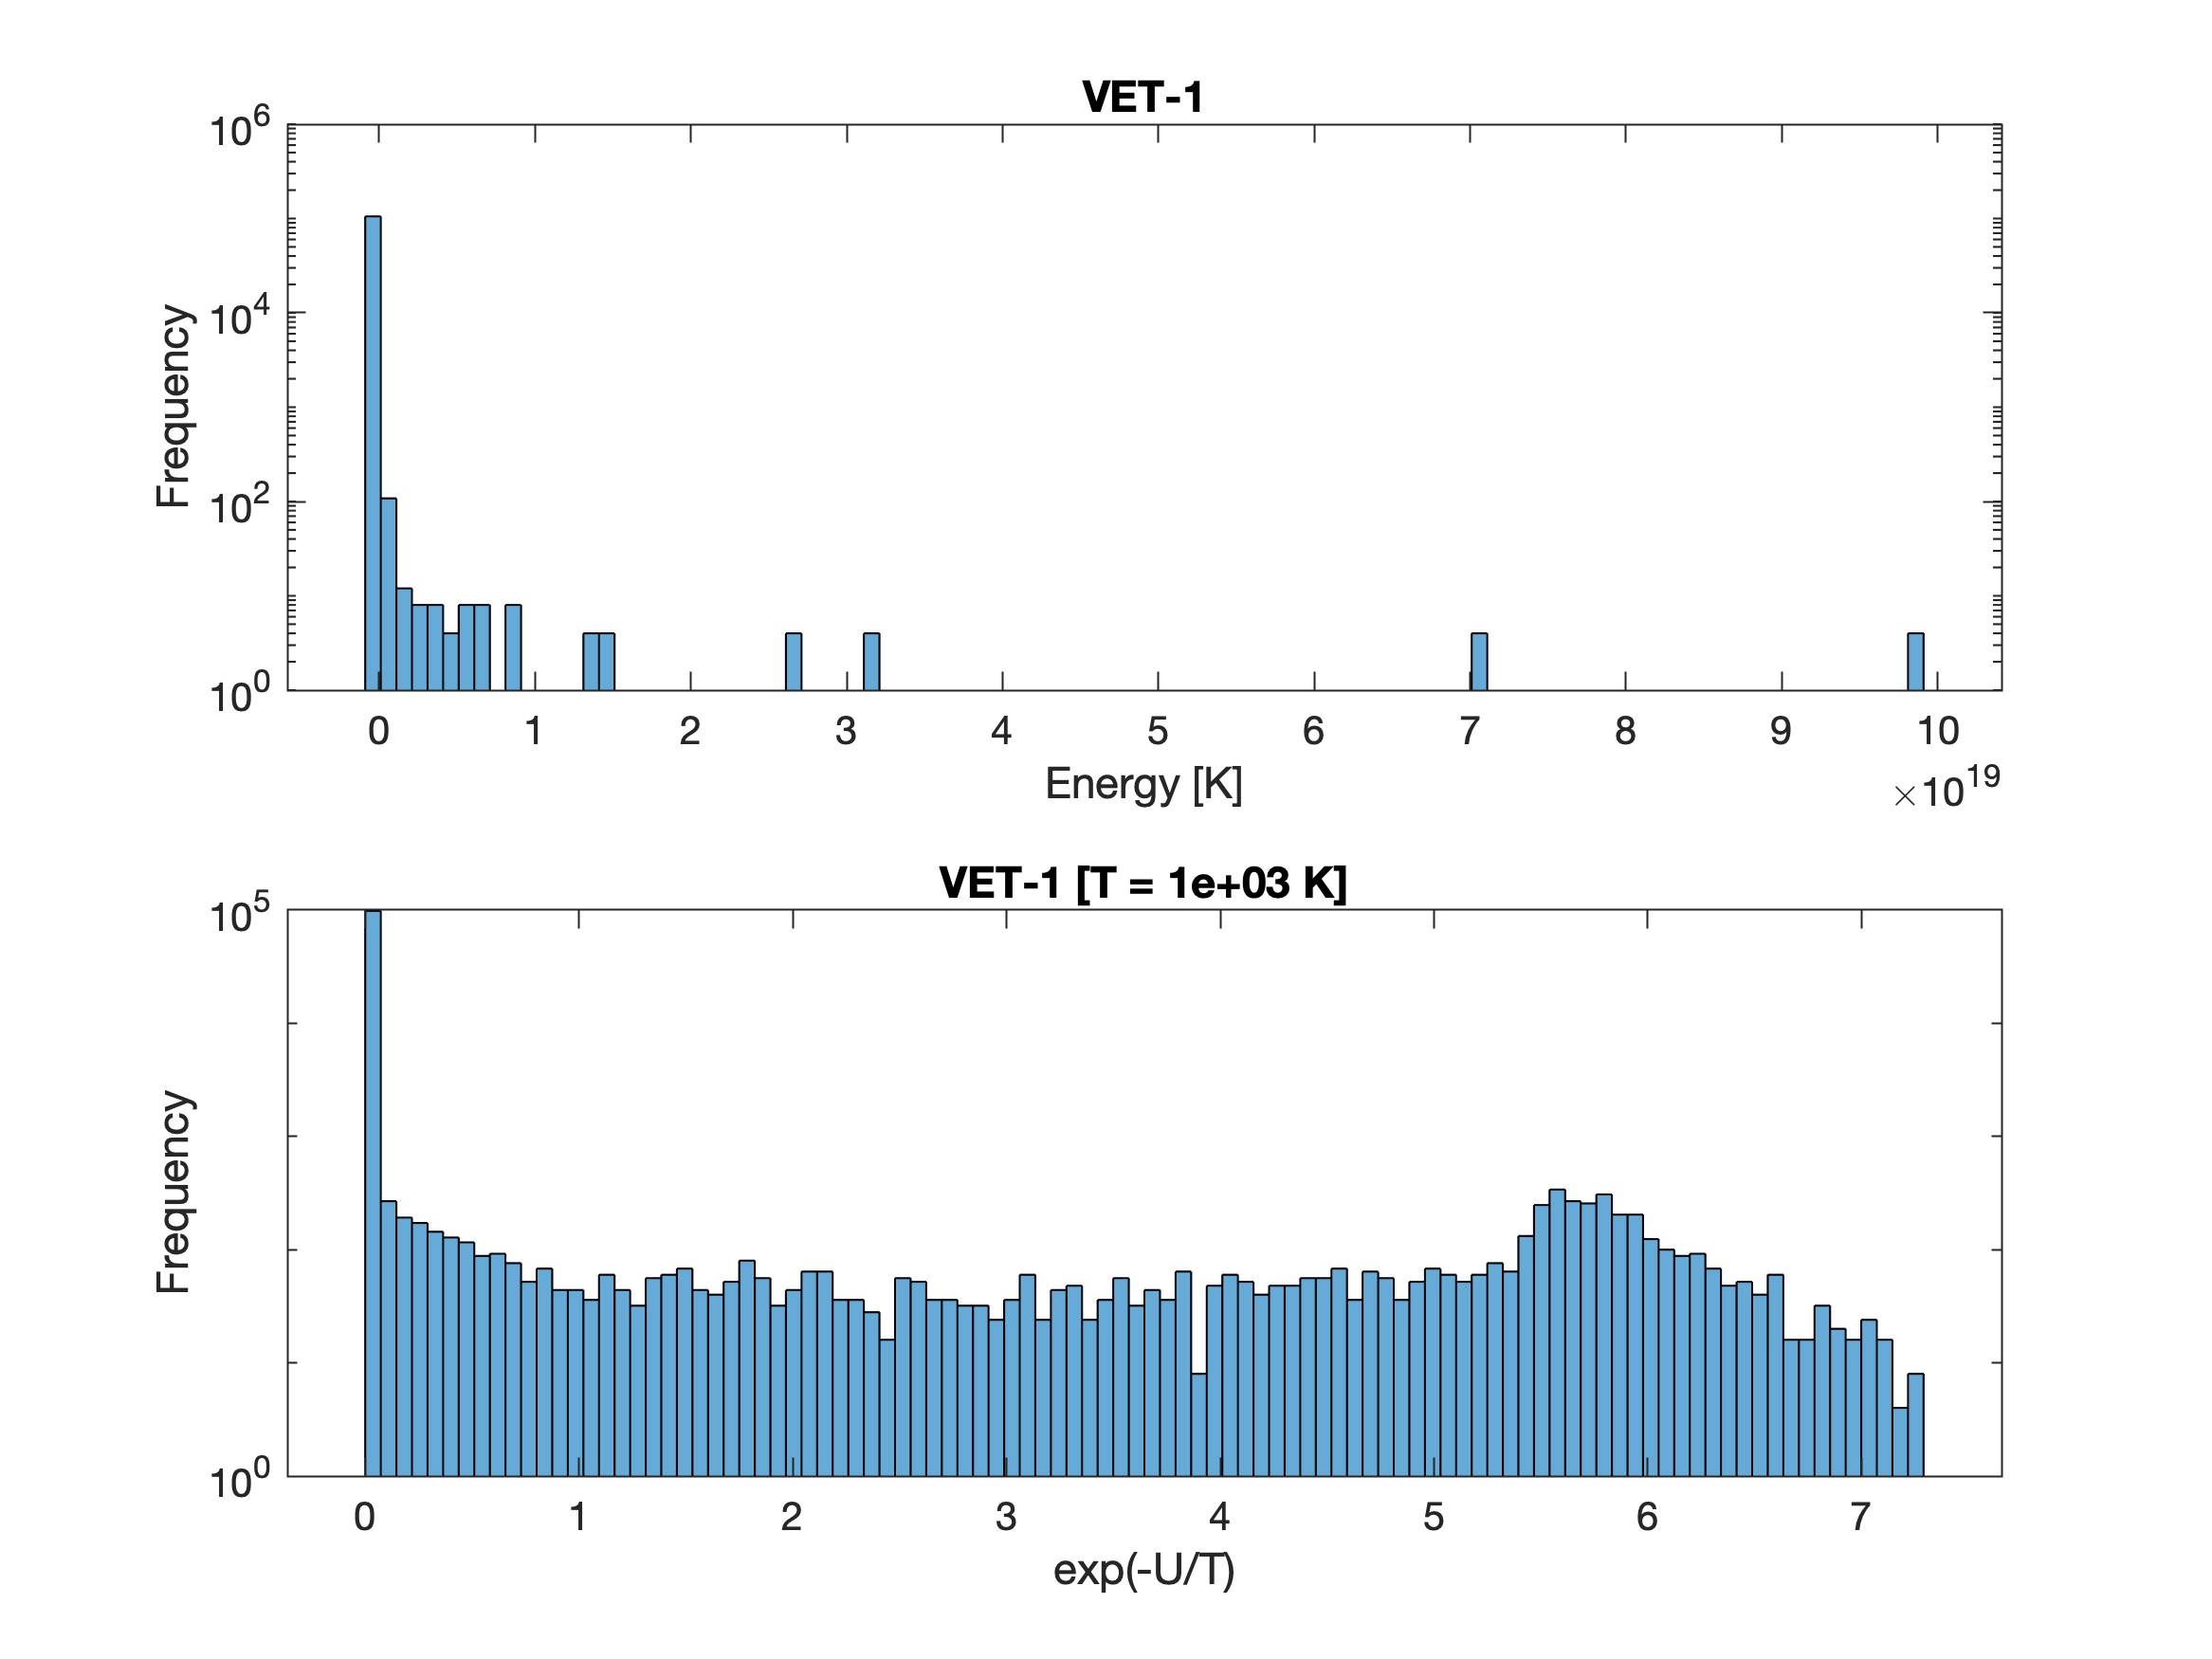 VET-1
10^6
10^4
10^2
10^0
Frequency
0 1 2 3 4 5 6 7 8 9 10
Energy [K]
×10^19
VET-1 [T = 1e+03 K]
10^5
10^0
Frequency
0 1 2 3 4 5 6 7
exp(-U/T)